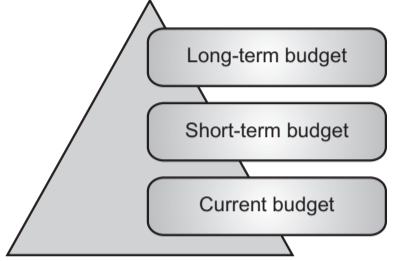 Long-term budget
Short-term budget
Current budget